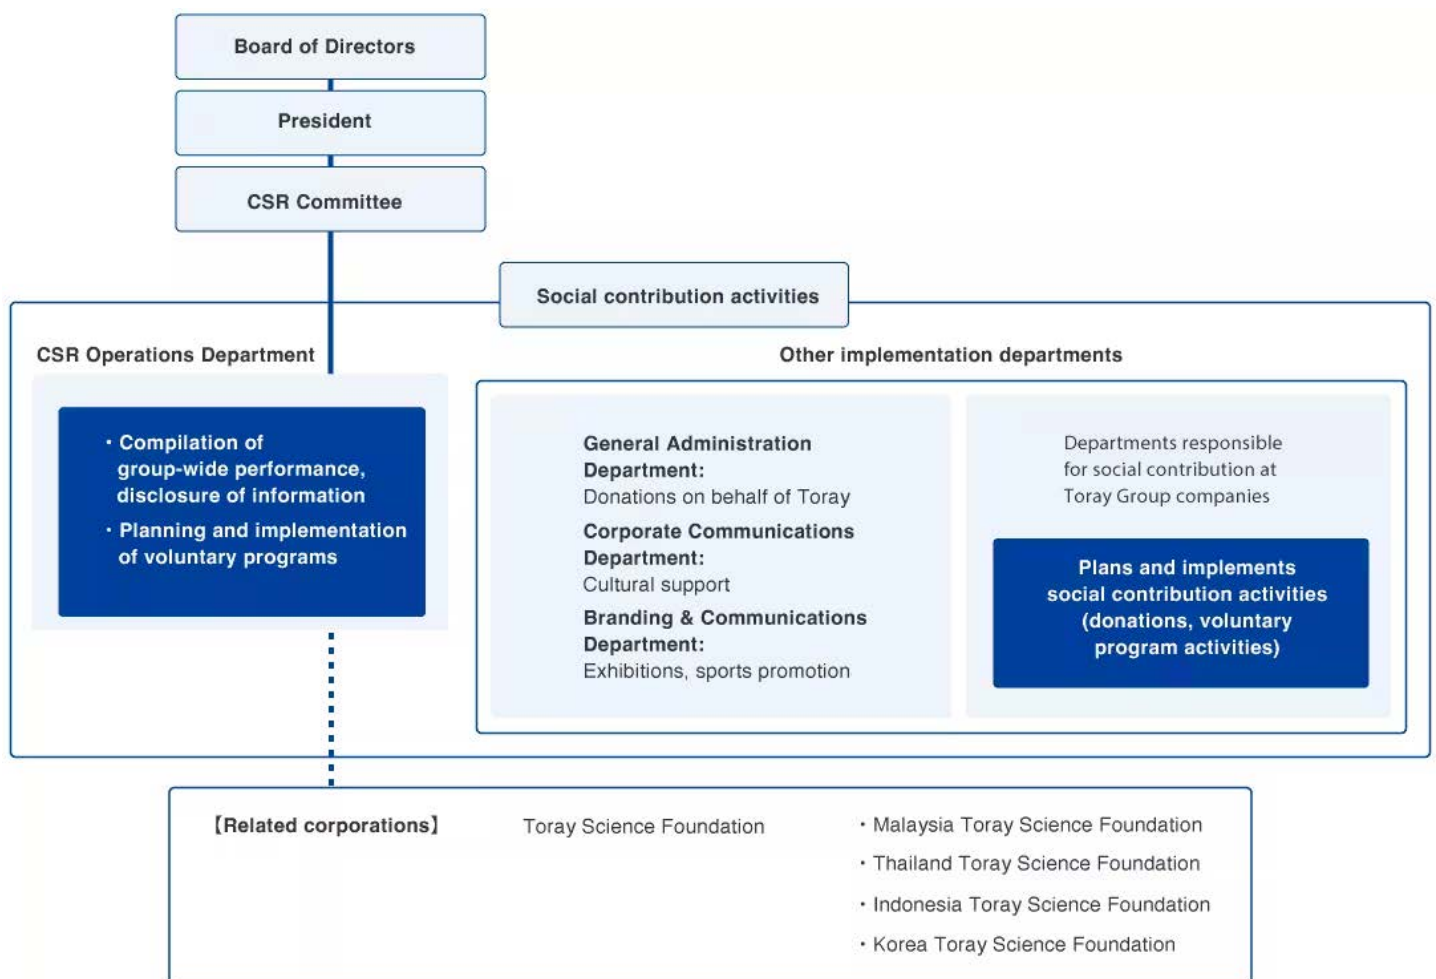 Board of Directors
President
CSR Committee
Social contribution activities
CSR Operations Department
・Compilation of
group-wide performance,
disclosure of information
・Planning and implementation
of voluntary programs
Other implementation departments
General Administration
Department:
Donations on behalf of Toray
Corporate Communications
Department:
Cultural support
Branding & Communications
Department:
Exhibitions, sports promotion
Departments responsible
for social contribution at
Toray Group companies
Plans and implements
social contribution activities
(donations, voluntary
program activities)
【Related corporations】
Toray Science Foundation
・Malaysia Toray Science Foundation
・Thailand Toray Science Foundation
・Indonesia Toray Science Foundation
・Korea Toray Science Foundation